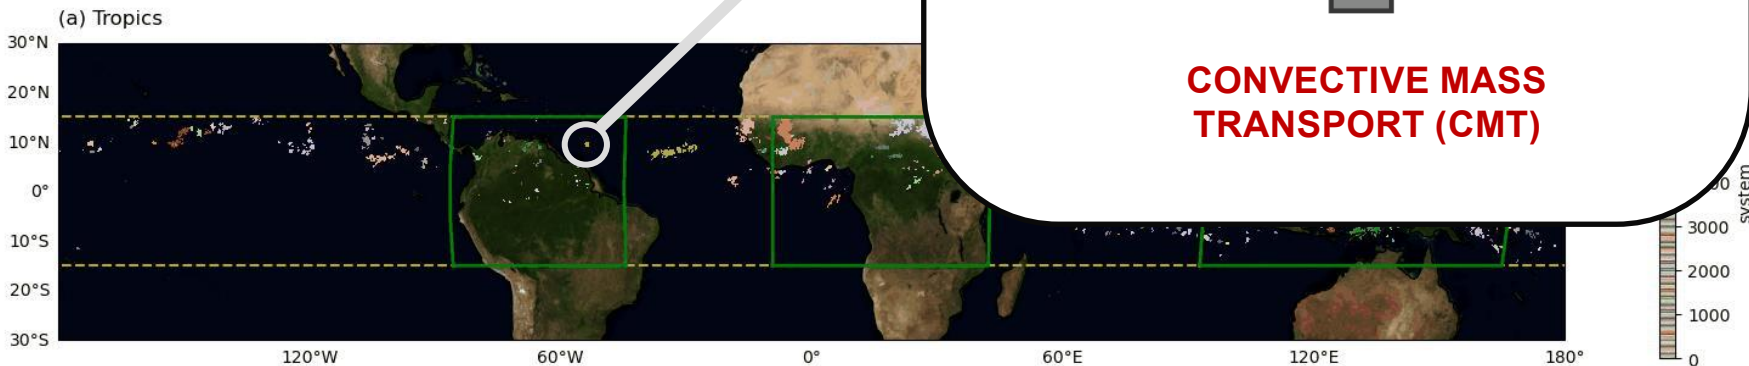 (a) Tropics
30°N
20°N
10°N
0°
10°S
20°S
30°S
120°W
60°W
0°
60°E
120°E
180°
CONVECTIVE MASS
TRANSPORT (CMT)
3000
2000
1000
0
system